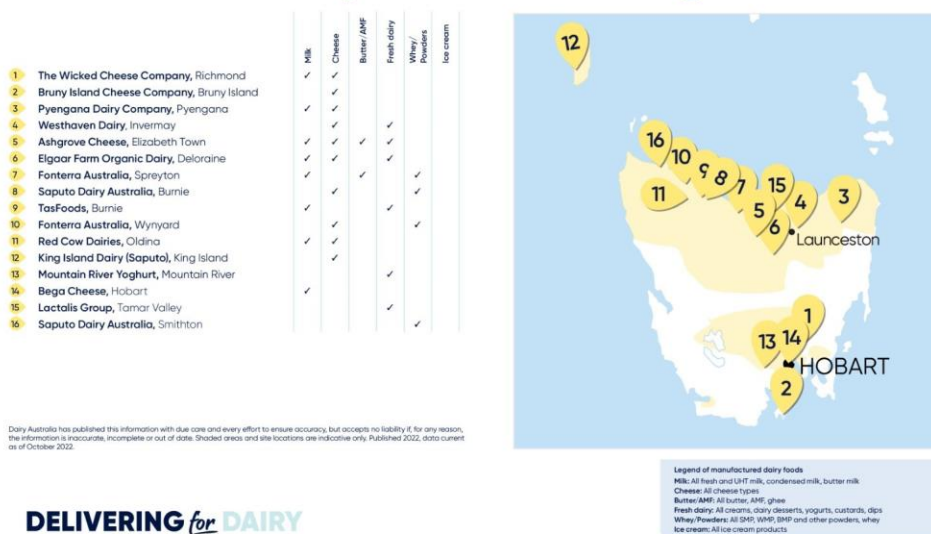 Milk Cheese Butter/AMF Fresh dairy Whey/Powders Ice cream
1 The Wicked Cheese Company, Richmond ✓ ✓
2 Bruny Island Cheese Company, Bruny Island ✓
3 Pyengana Dairy Company, Pyengana ✓ ✓
4 Westhaven Dairy, Invermay ✓ ✓
5 Ashgrove Cheese, Elizabeth Town ✓ ✓ ✓ ✓
6 Elgaar Farm Organic Dairy, Deloraine ✓ ✓ ✓
7 Fonterra Australia, Spreyton ✓ ✓ ✓
8 Saputo Dairy Australia, Burnie ✓ ✓
9 TasFoods, Burnie ✓ ✓
10 Fonterra Australia, Wynyard ✓ ✓
11 Red Cow Dairies, Oldina ✓ ✓
12 King Island Dairy (Saputo), King Island ✓
13 Mountain River Yoghurt, Mountain River ✓
14 Bega Cheese, Hobart ✓
15 Lactalis Group, Tamar Valley ✓
16 Saputo Dairy Australia, Smithton ✓
Dairy Australia has published this information with due care and every effort to ensure accuracy, but accepts no liability if, for any reason,
the information is inaccurate, incomplete or out of date. Shaded areas and site locations are indicative only. Published 2022, data current
as of October 2022.
DELIVERING for DAIRY
12
16
10
9
8
7
15
11
5
4
3
6
Launceston
1
13
14
HOBART
2
Legend of manufactured dairy foods
Milk: All fresh and UHT milk, condensed milk, butter milk
Cheese: All cheese types
Butter/AMF: All butter, AMF, ghee
Fresh dairy: All creams, dairy desserts, yogurts, custards, dips
Whey/Powders: All SMP, WMP, BMP and other powders, whey
Ice cream: All ice cream products